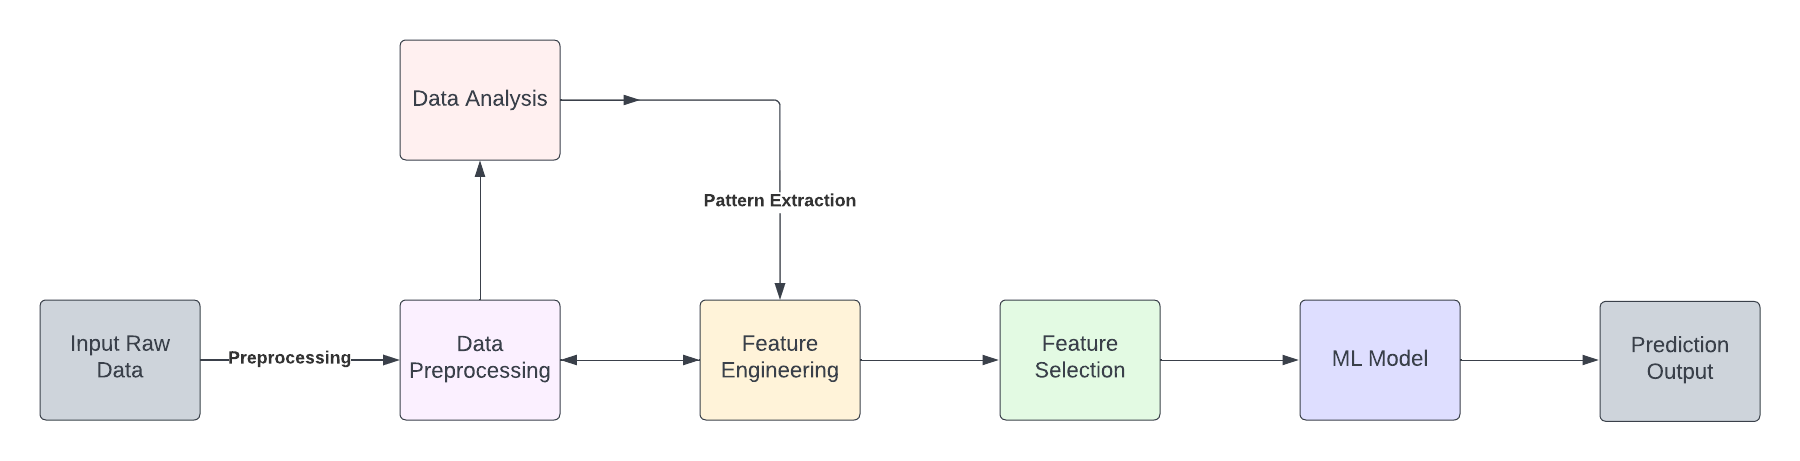 Data Analysis
Pattern Extraction
Input Raw
Data
Preprocessing
Data
Preprocessing
Feature
Engineering
Feature
Selection
ML Model
Prediction
Output